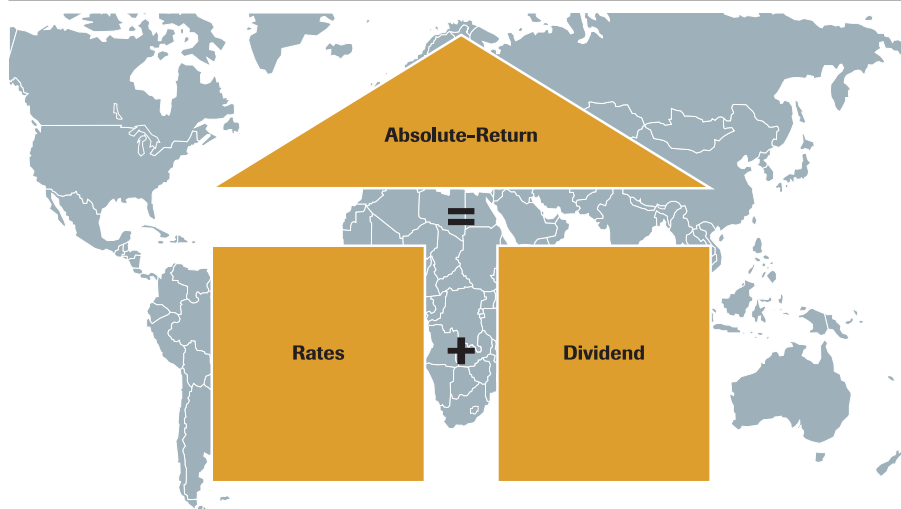 Absolute-Return
=
Rates
+
Dividend